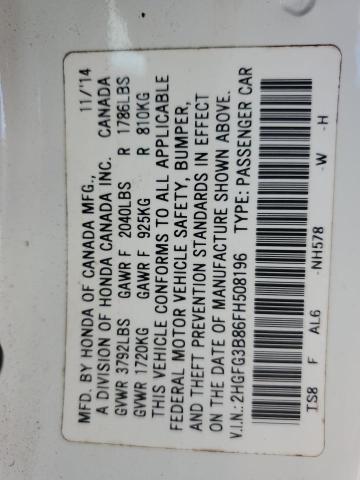 MFD. BY HONDA OF CANADA MFG., 11/'14
A DIVISION OF HONDA CANADA INC. CANADA
GVWR 3792LBS GAWR F 2040LBS R 1786LBS
GVWR 1720KG GAWR F 925KG R 810KG
THIS VEHICLE CONFORMS TO ALL APPLICABLE
FEDERAL MOTOR VEHICLE SAFETY, BUMPER,
AND THEFT PREVENTION STANDARDS IN EFFECT
ON THE DATE OF MANUFACTURE SHOWN ABOVE.
V.I.N.:2HGFG3B86FH508196 TYPE: PASSENGER CAR
TS8 F AL6 -NH578 -W -H